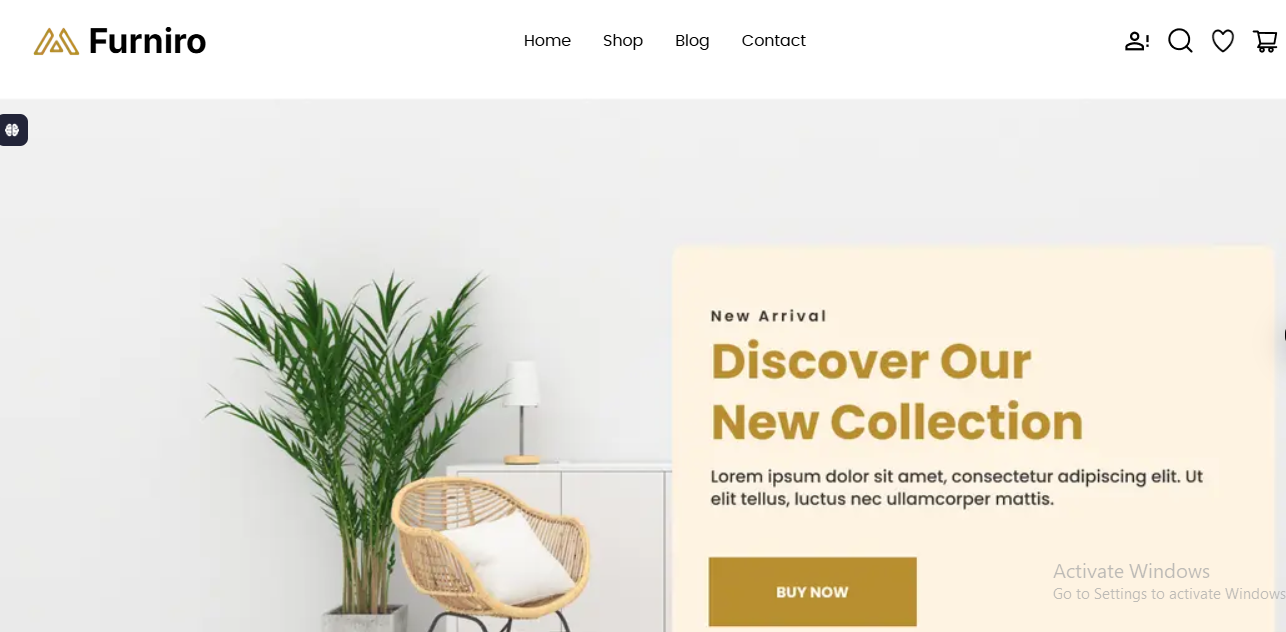 Furniro
Home Shop Blog Contact
New Arrival
Discover Our
New Collection
Lorem ipsum dolor sit amet, consectetur adipiscing elit. Ut
elit tellus, luctus nec ullamcorper mattis.
BUY NOW
Activate Windows
Go to Settings to activate Windows